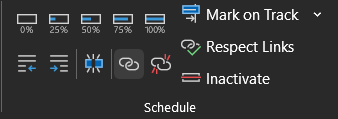 Mark on Track
0% 25% 50% 75% 100%
Respect Links
Inactivate
Schedule